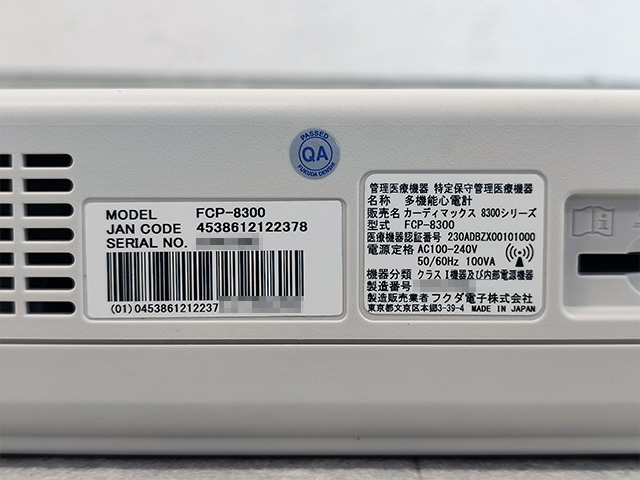 PASSED
QA
FUKUDA DENSHI
MODEL FCP-8300
JAN CODE 4538612122378
SERIAL NO.
(01)0453861212237
管理医療機器 特定保守管理医療機器
名称 多機能心電計
販売名 カーディマックス 8300シリーズ
型式 FCP-8300
医療機器認証番号 230ADBZX00101000
電源定格 AC100-240V
50/60Hz 100VA
機器分類 クラスⅠ機器及び内部電源機器
製造番号
製造販売業者 フクダ電子株式会社
東京都文京区本郷3-39-4 MADE IN JAPAN